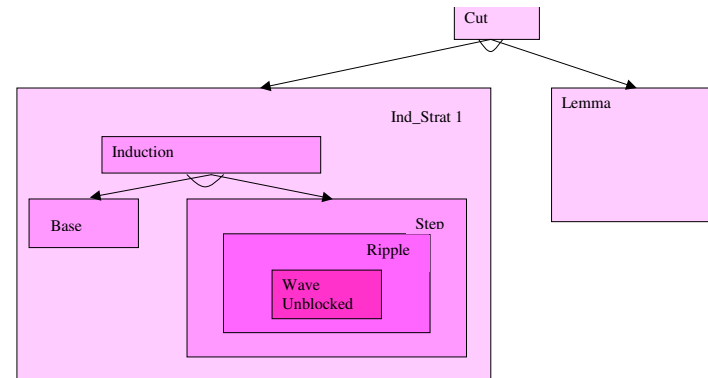 Cut
Ind_Strat 1
Lemma
Induction
Base
Step
Ripple
Wave
Unblocked